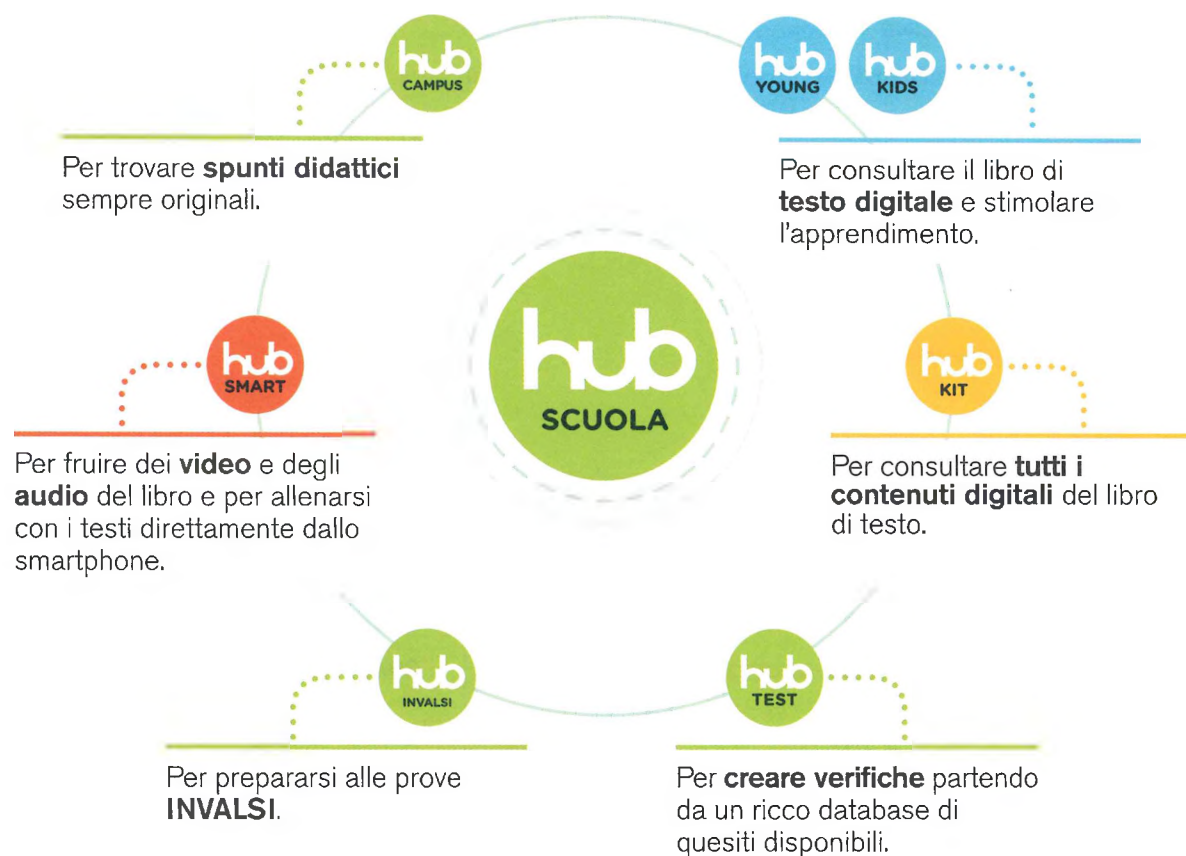 hub
CAMPUS
Per trovare spunti didattici
sempre originali.
hub
YOUNG
hub
KIDS
Per consultare il libro di
testo digitale e stimolare
l'apprendimento.
hub
SCUOLA
hub
SMART
Per fruire dei video e degli
audio del libro e per allenarsi
con i testi direttamente dallo
smartphone.
hub
KIT
Per consultare tutti i
contenuti digitali del libro
di testo.
hub
INVALSI
Per prepararsi alle prove
INVALSI.
hub
TEST
Per creare verifiche partendo
da un ricco database di
quesiti disponibili.